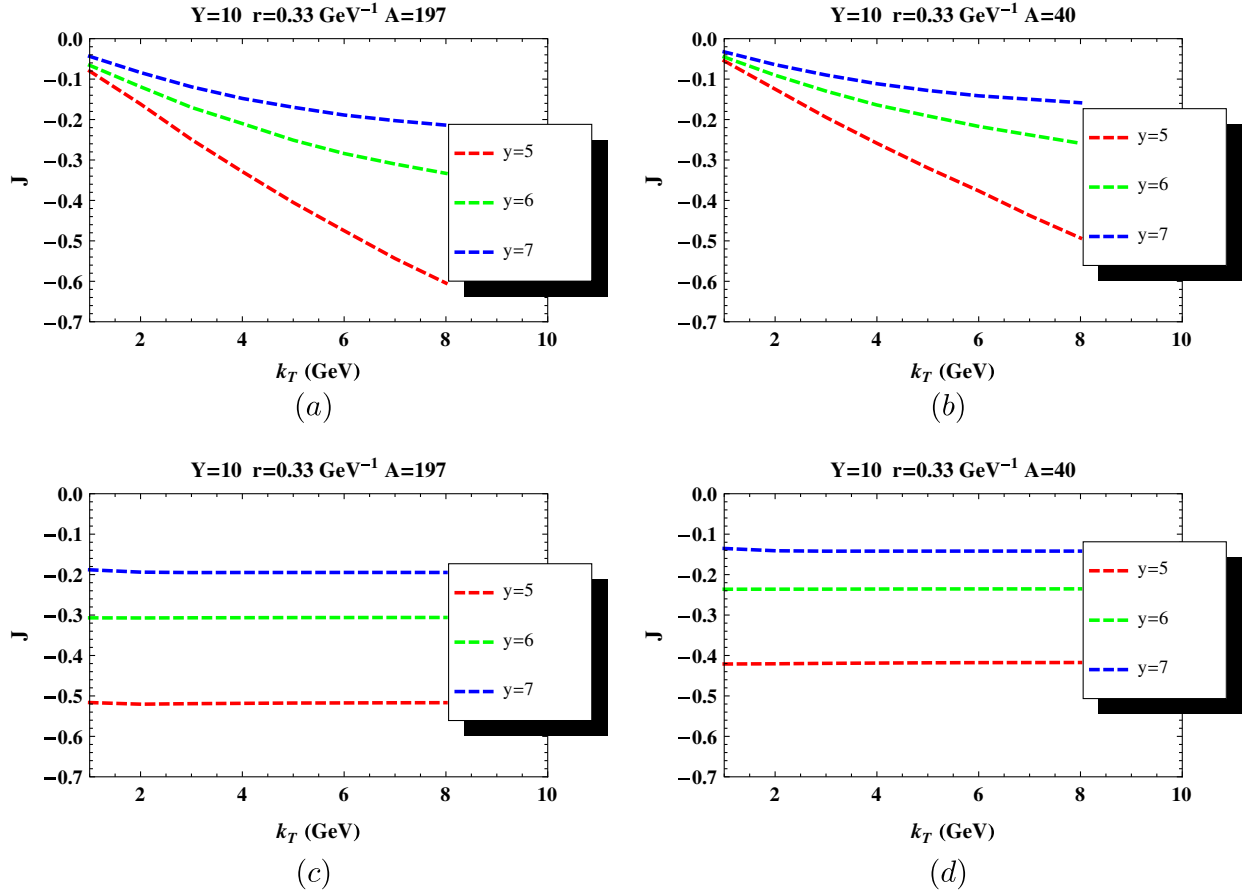 Y=10 r=0.33 GeV⁻¹ A=197
0.0
−0.1
−0.2
−0.3
−0.4
−0.5
−0.6
−0.7
J
y=5
y=6
y=7
2 4 6 8 10
k_T (GeV)
(a)
Y=10 r=0.33 GeV⁻¹ A=40
0.0
−0.1
−0.2
−0.3
−0.4
−0.5
−0.6
−0.7
J
y=5
y=6
y=7
2 4 6 8 10
k_T (GeV)
(b)
Y=10 r=0.33 GeV⁻¹ A=197
0.0
−0.1
−0.2
−0.3
−0.4
−0.5
−0.6
−0.7
J
y=5
y=6
y=7
2 4 6 8 10
k_T (GeV)
(c)
Y=10 r=0.33 GeV⁻¹ A=40
0.0
−0.1
−0.2
−0.3
−0.4
−0.5
−0.6
−0.7
J
y=5
y=6
y=7
2 4 6 8 10
k_T (GeV)
(d)